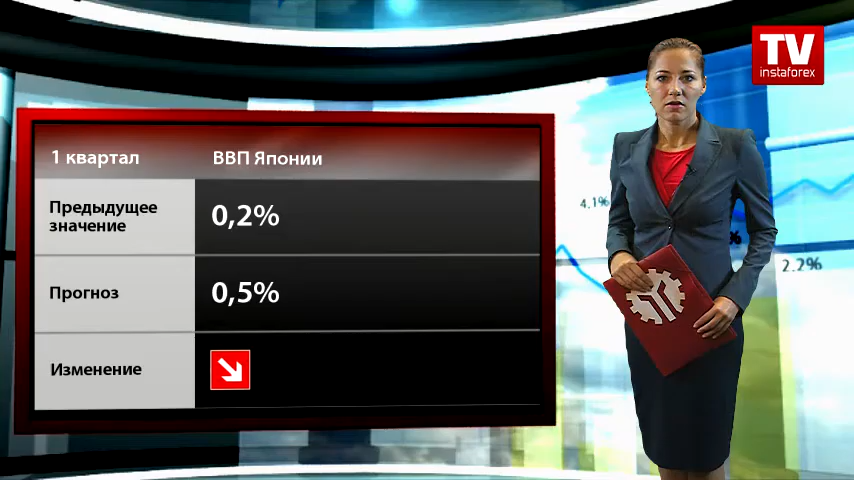 TV
instaforex
1 квартал ВВП Японии
Предыдущее
значение
0,2%
Прогноз 0,5%
Изменение
4.1%
2.2%